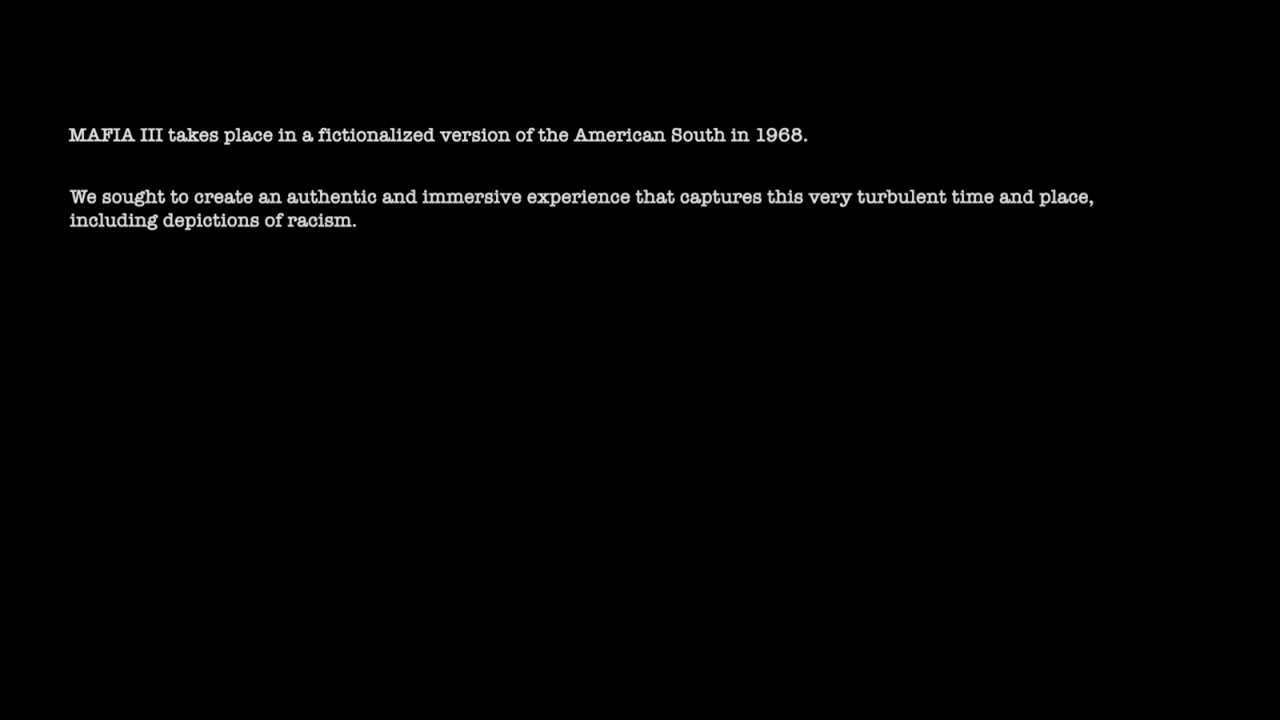 MAFIA III takes place in a fictionalized version of the American South in 1968.
We sought to create an authentic and immersive experience that captures this very turbulent time and place,
including depictions of racism.